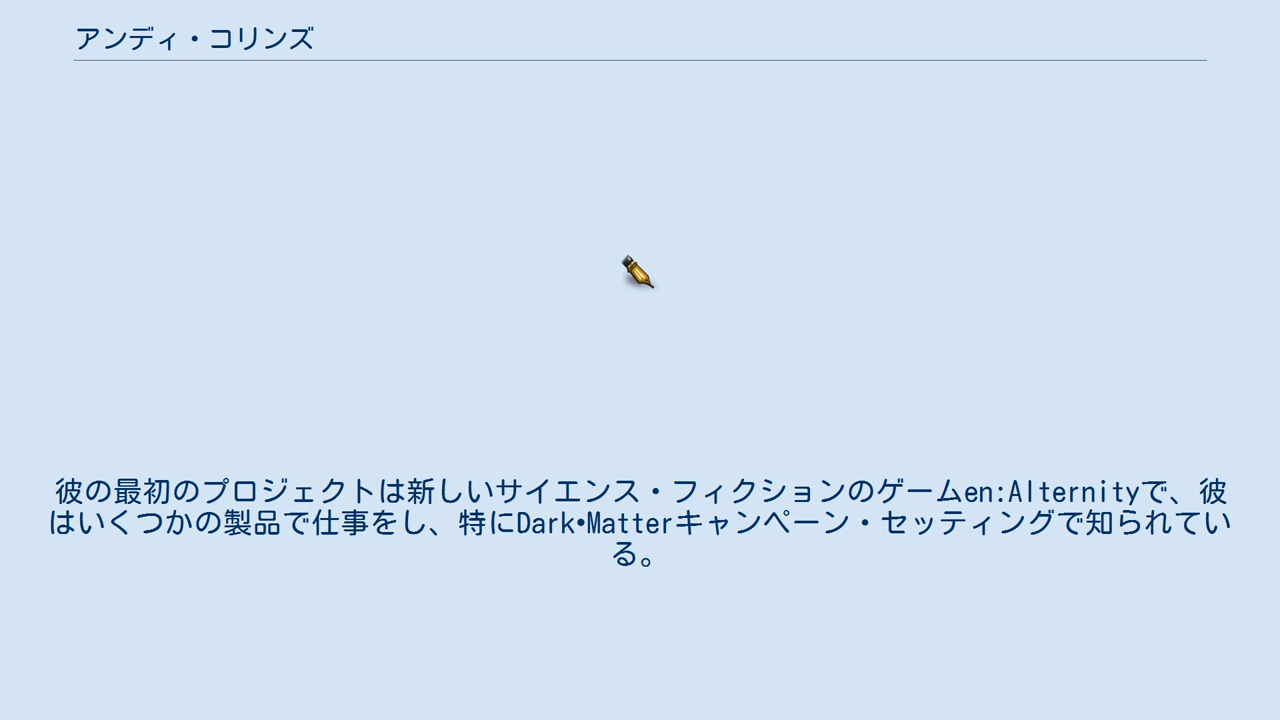 アンディ・コリンズ
彼の最初のプロジェクトは新しいサイエンス・フィクションのゲームen:Alternityで、彼
はいくつかの製品で仕事をし、特にDark•Matterキャンペーン・セッティングで知られてい
る。